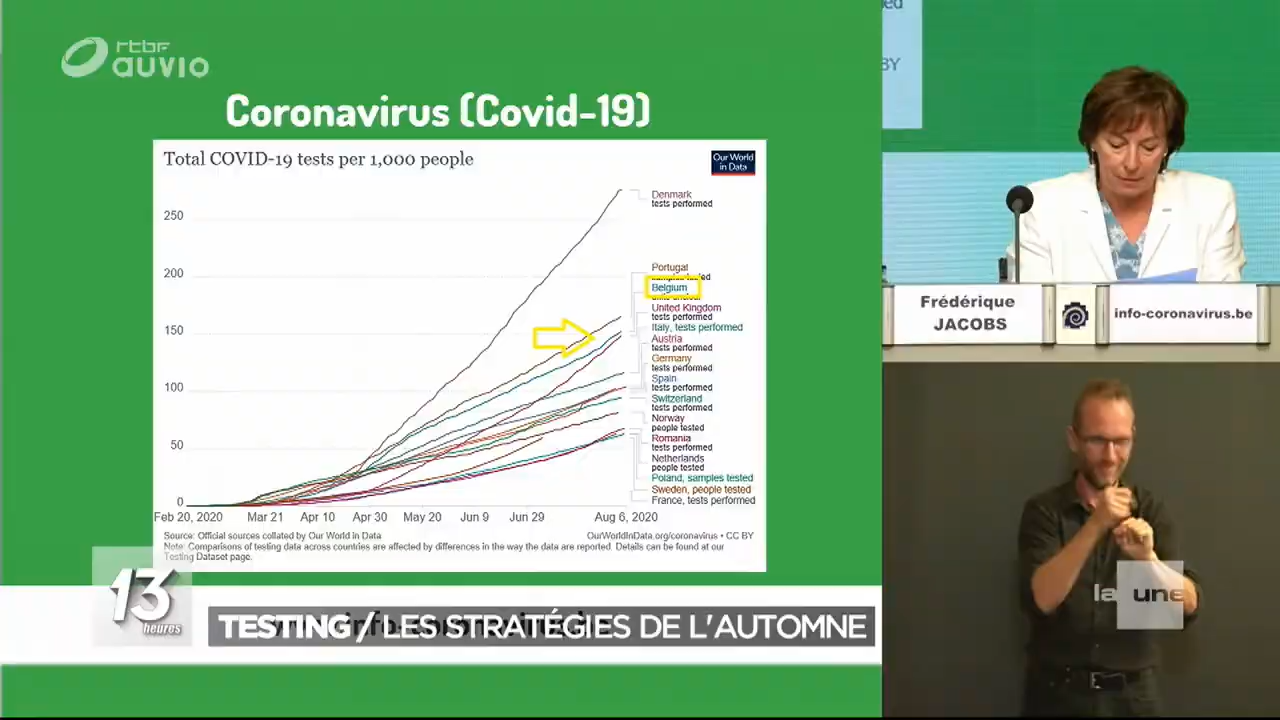 rtbf
auvio
Coronavirus (Covid-19)
Total COVID-19 tests per 1,000 people
Our World
in Data
250
200
150
100
50
0
Denmark
tests performed
Portugal
samples tested
Belgium
units unclear
United Kingdom
tests performed
Italy, tests performed
Austria
tests performed
Germany
tests performed
Spain
tests performed
Switzerland
tests performed
Norway
people tested
Romania
tests performed
Netherlands
people tested
Poland, samples tested
Sweden, people tested
France, tests performed
Feb 20, 2020 Mar 21 Apr 10 Apr 30 May 20 Jun 9 Jun 29 Aug 6, 2020
Source: Official sources collated by Our World in Data
OurWorldInData.org/coronavirus • CC BY
Note: Comparisons of testing data across countries are affected by differences in the way the data are reported. Details can be found at our
Testing Dataset page.
13
heures
TESTING / LES STRATÉGIES DE L'AUTOMNE
BY
Frédérique
JACOBS
info-coronavirus.be
la une